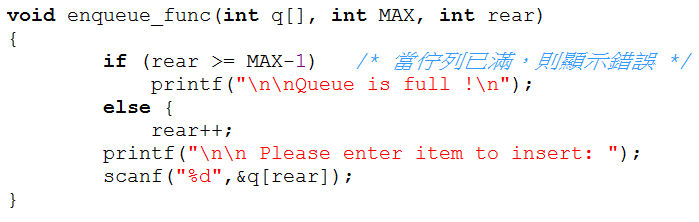 void enqueue_func(int q[], int MAX, int rear)
{
        if (rear >= MAX-1)   /* 當佇列已滿，則顯示錯誤 */
            printf("\n\nQueue is full !\n");
        else {
            rear++;
        printf("\n\n Please enter item to insert: ");
        scanf("%d",&q[rear]);
}